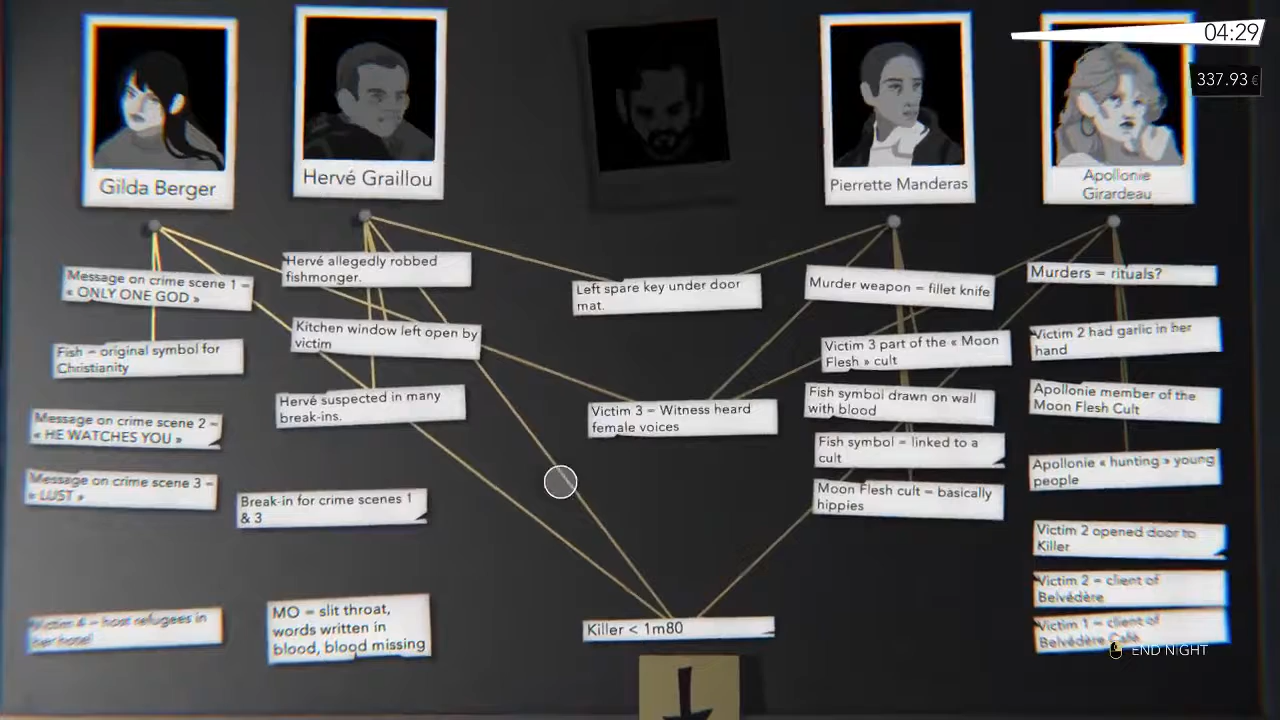 04:29
337.93 €
Gilda Berger
Hervé Graillou
Pierrette Manderas
Apollonie
Girardeau
Message on crime scene 1 =
« ONLY ONE GOD »
Fish = original symbol for
Christianity
Message on crime scene 2 =
« HE WATCHES YOU »
Message on crime scene 3 =
« LUST »
Victim 4 = host refugees in
her hotel
Hervé allegedly robbed
fishmonger.
Kitchen window left open by
victim
Hervé suspected in many
break-ins.
Break-in for crime scenes 1
& 3
MO = slit throat,
words written in
blood, blood missing
Left spare key under door
mat.
Victim 3 = Witness heard
female voices
Killer < 1m80
Murder weapon = fillet knife
Victim 3 part of the « Moon
Flesh » cult
Fish symbol drawn on wall
with blood
Fish symbol = linked to a
cult
Moon Flesh cult = basically
hippies
Murders = rituals?
Victim 2 had garlic in her
hand
Apollonie member of the
Moon Flesh Cult
Apollonie « hunting » young
people
Victim 2 opened door to
Killer
Victim 2 = client of
Belvédère
Victim 1 = client of
Belvédère Café
END NIGHT